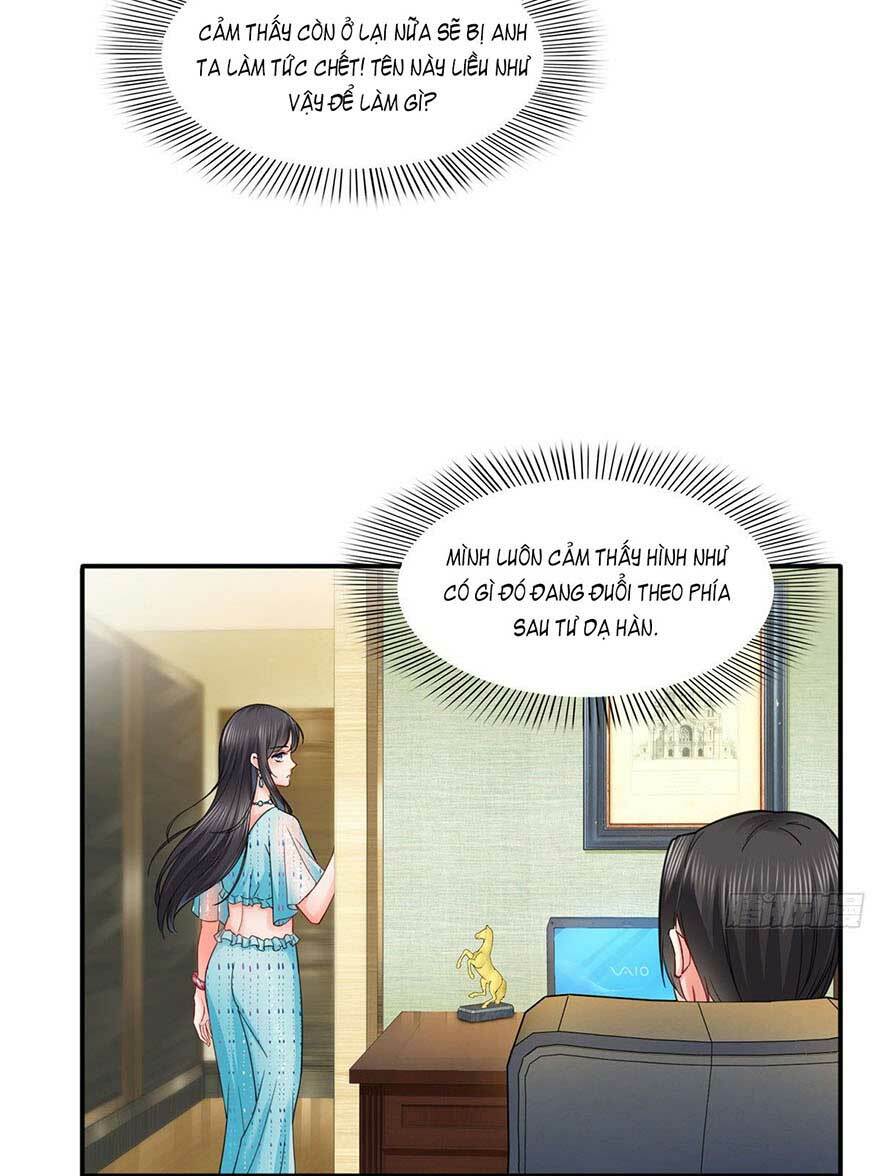 CẢM THẤY CÒN Ở LẠI NỮA SẼ BỊ ANH
TA LÀM TỨC CHẾT! TÊN NÀY LIỀU NHƯ
VẬY ĐỂ LÀM GÌ?
MÌNH LUÔN CẢM THẤY HÌNH NHƯ
CÓ GÌ ĐÓ ĐANG ĐUỔI THEO PHÍA
SAU TƯ DẠ HÀN.
VAIO